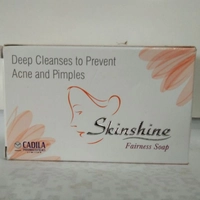 Deep Cleanses to Prevent
Acne and Pimples
Skinshine
Fairness Soap
CADILA